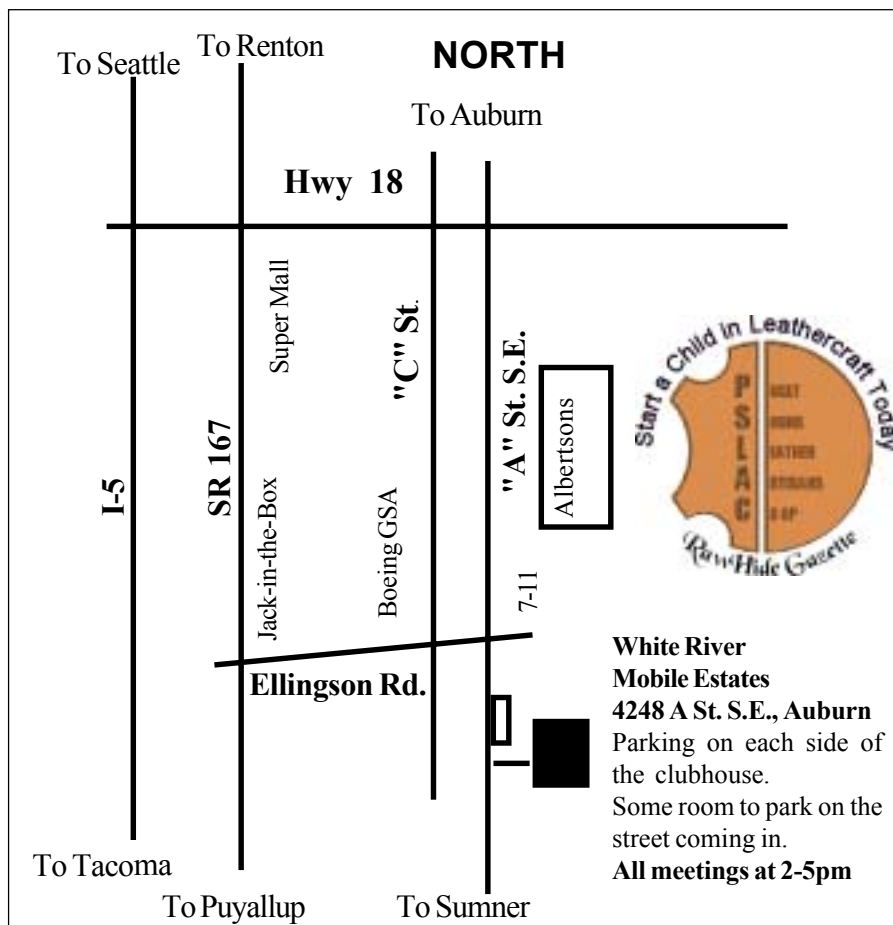 To Seattle
To Renton
NORTH
To Auburn
Hwy 18
I-5
SR 167
Super Mall
Jack-in-the-Box
"C" St.
Boeing GSA
"A" St. S.E.
Albertsons
7-11
Ellingson Rd.
Start a Child in Leathercraft Today
PSLAC
RawHide Gazette
White River
Mobile Estates
4248 A St. S.E., Auburn
Parking on each side of
the clubhouse.
Some room to park on the
street coming in.
All meetings at 2-5pm
To Tacoma
To Puyallup
To Sumner